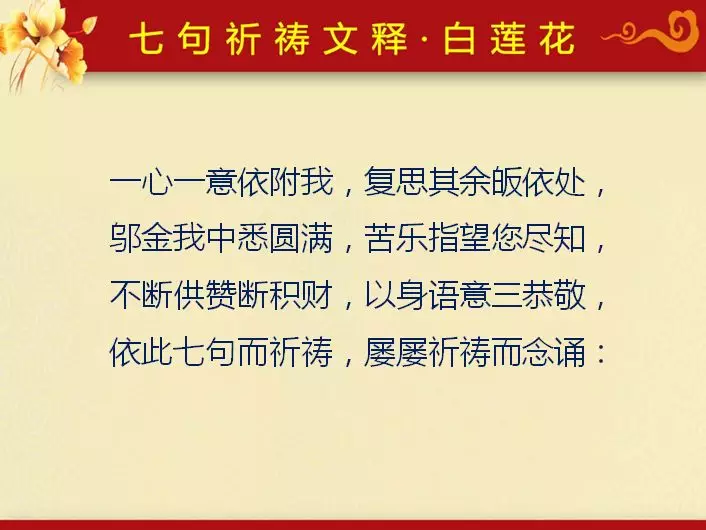 七句祈祷文释·白莲花
一心一意依附我，复思其余皈依处，
邬金我中悉圆满，苦乐指望您尽知，
不断供赞断积财，以身语意三恭敬，
依此七句而祈祷，屡屡祈祷而念诵：